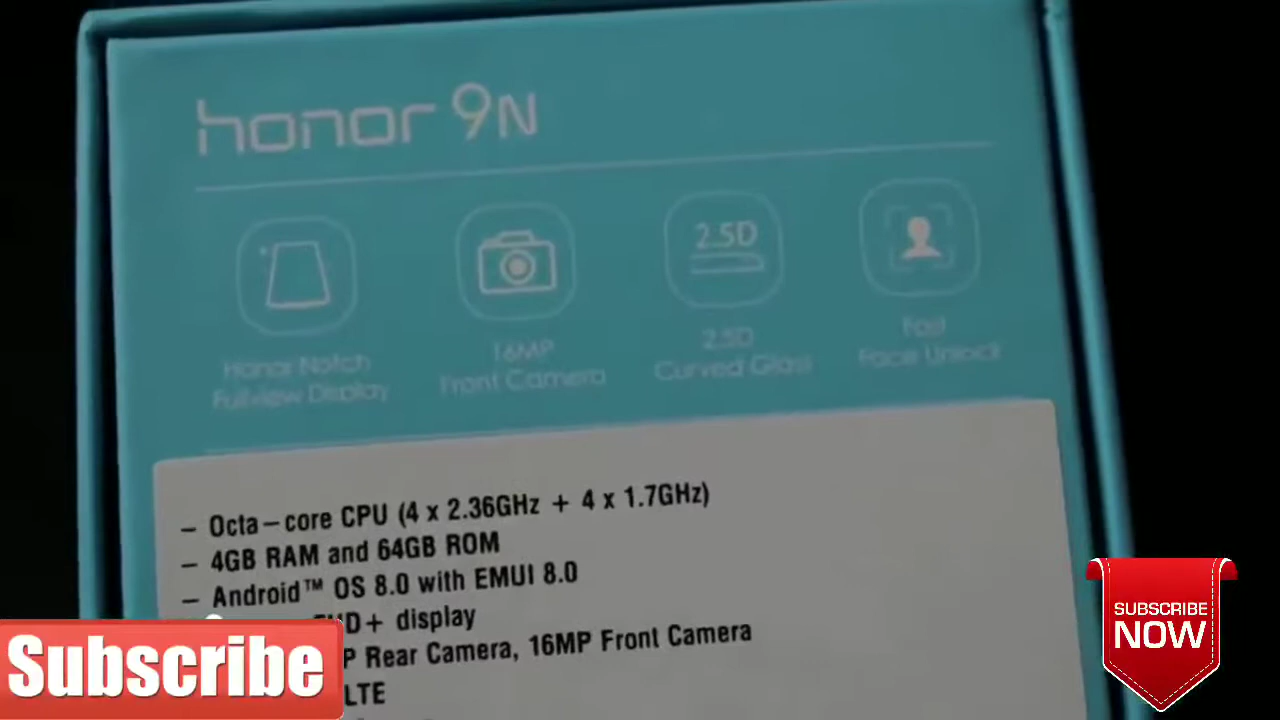 honor 9N
Honor Notch
Fullview Display
16MP
Front Camera
2.5D
2.5D
Curved Glass
Fast
Face Unlock
– Octa–core CPU (4 x 2.36GHz + 4 x 1.7GHz)
– 4GB RAM and 64GB ROM
– Android™ OS 8.0 with EMUI 8.0
D+ display
P Rear Camera, 16MP Front Camera
LTE
Subscribe
SUBSCRIBE
NOW